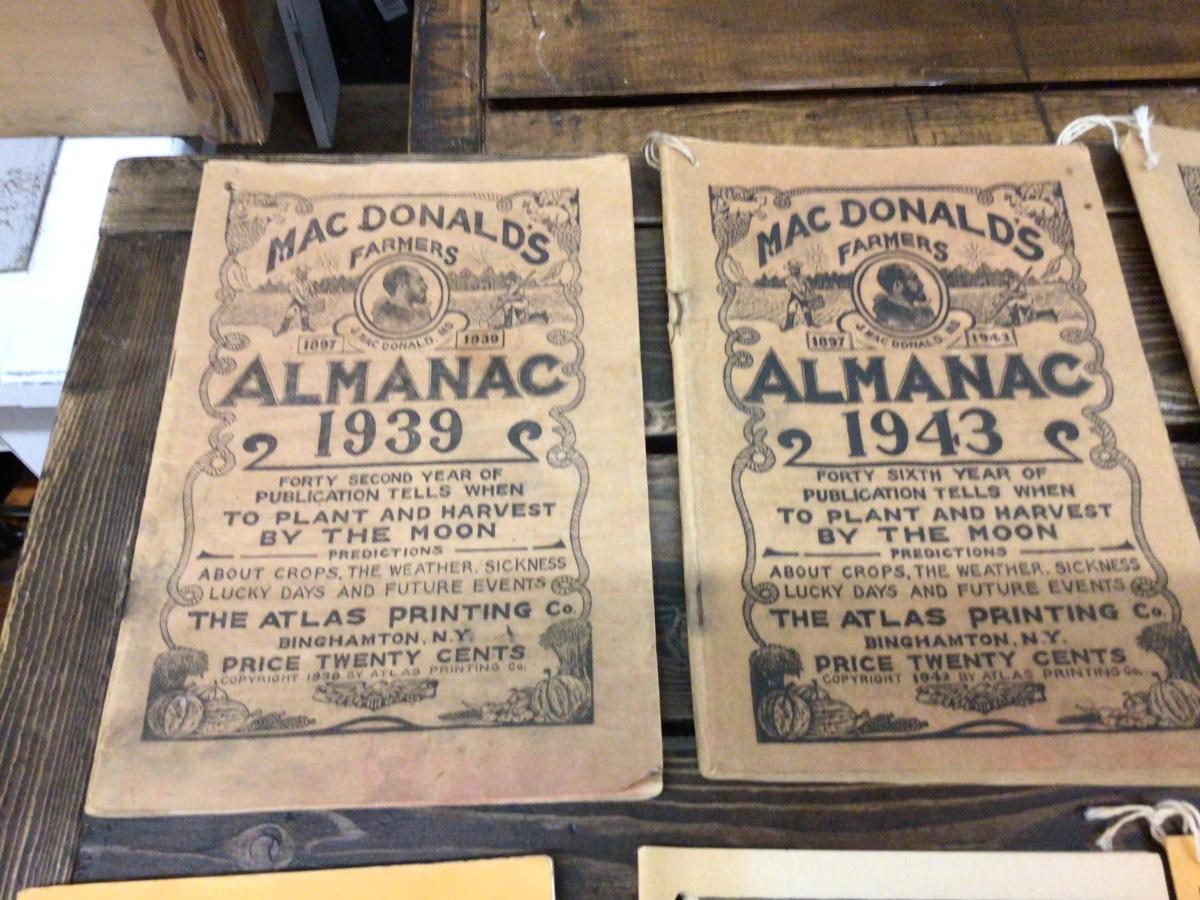 MAC DONALD'S
FARMERS
J. MAC DONALD, MD
1897 1939
ALMANAC
1939
FORTY SECOND YEAR OF
PUBLICATION TELLS WHEN
TO PLANT AND HARVEST
BY THE MOON
PREDICTIONS
ABOUT CROPS, THE WEATHER, SICKNESS
LUCKY DAYS AND FUTURE EVENTS
THE ATLAS PRINTING Co.
BINGHAMTON, N.Y.
PRICE TWENTY CENTS
COPYRIGHT BY ATLAS PRINTING Co.
MAC DONALD'S
FARMERS
J. MAC DONALD, MD
1897 1943
ALMANAC
1943
FORTY SIXTH YEAR OF
PUBLICATION TELLS WHEN
TO PLANT AND HARVEST
BY THE MOON
PREDICTIONS
ABOUT CROPS, THE WEATHER, SICKNESS
LUCKY DAYS AND FUTURE EVENTS
THE ATLAS PRINTING Co.
BINGHAMTON, N.Y.
PRICE TWENTY CENTS
COPYRIGHT 1942 BY ATLAS PRINTING Co.